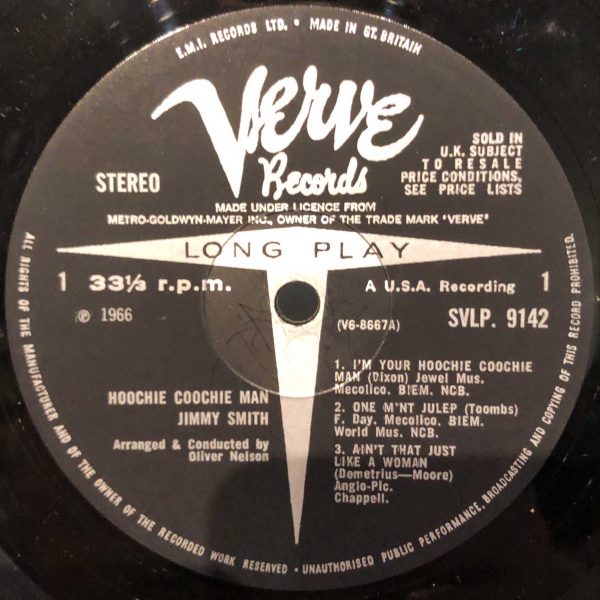 E.M.I. RECORDS LTD. • MADE IN GT. BRITAIN
Verve
Records
STEREO
SOLD IN
U.K. SUBJECT
TO RESALE
PRICE CONDITIONS,
SEE PRICE LISTS
MADE UNDER LICENCE FROM
METRO-GOLDWYN-MAYER INC., OWNER OF THE TRADE MARK "VERVE"
LONG PLAY
1 33⅓ r.p.m.
A U.S.A. Recording 1
℗ 1966
(V6-8667A) SVLP. 9142
HOOCHIE COOCHIE MAN
JIMMY SMITH
Arranged & Conducted by
Oliver Nelson
1. I'M YOUR HOOCHIE COOCHIE
MAN (Dixon) Jewel Mus.
Mecolico. BIEM. NCB.
2. ONE M'NT JULEP (Toombs)
F. Day. Mecolico. BIEM.
World Mus. NCB.
3. AIN'T THAT JUST
LIKE A WOMAN
(Demetrius—Moore)
Anglo-Pic.
Chappell.
ALL RIGHTS OF THE MANUFACTURER AND OF THE OWNER OF THE RECORDED WORK RESERVED • UNAUTHORISED PUBLIC PERFORMANCE, BROADCASTING AND COPYING OF THIS RECORD PROHIBITED.